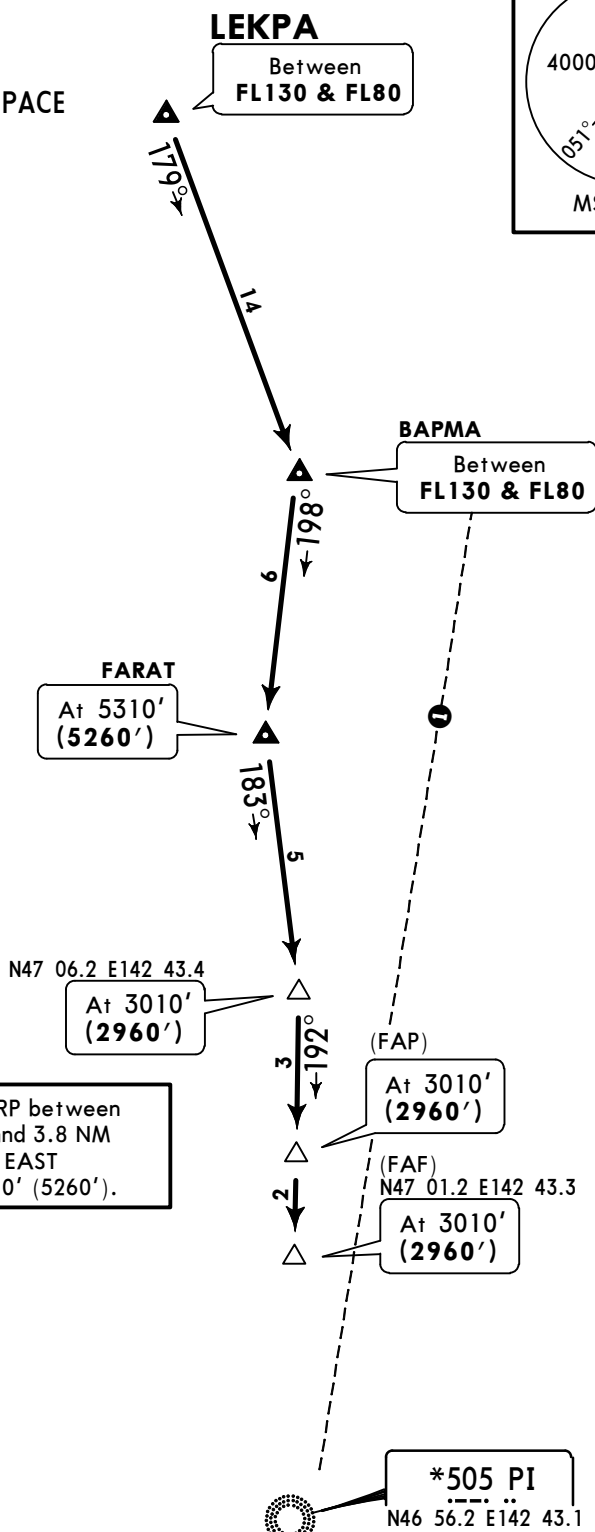 LEKPA
Between
FL130 & FL80
PACE
4000
051°
MS
179°
14
BAPMA
Between
FL130 & FL80
198°
6
FARAT
At 5310'
(5260')
1
183°
5
N47 06.2 E142 43.4
At 3010'
(2960')
192°
3
(FAP)
At 3010'
(2960')
RP between
and 3.8 NM
EAST
0' (5260').
(FAF)
N47 01.2 E142 43.3
2
At 3010'
(2960')
*505 PI
N46 56.2 E142 43.1